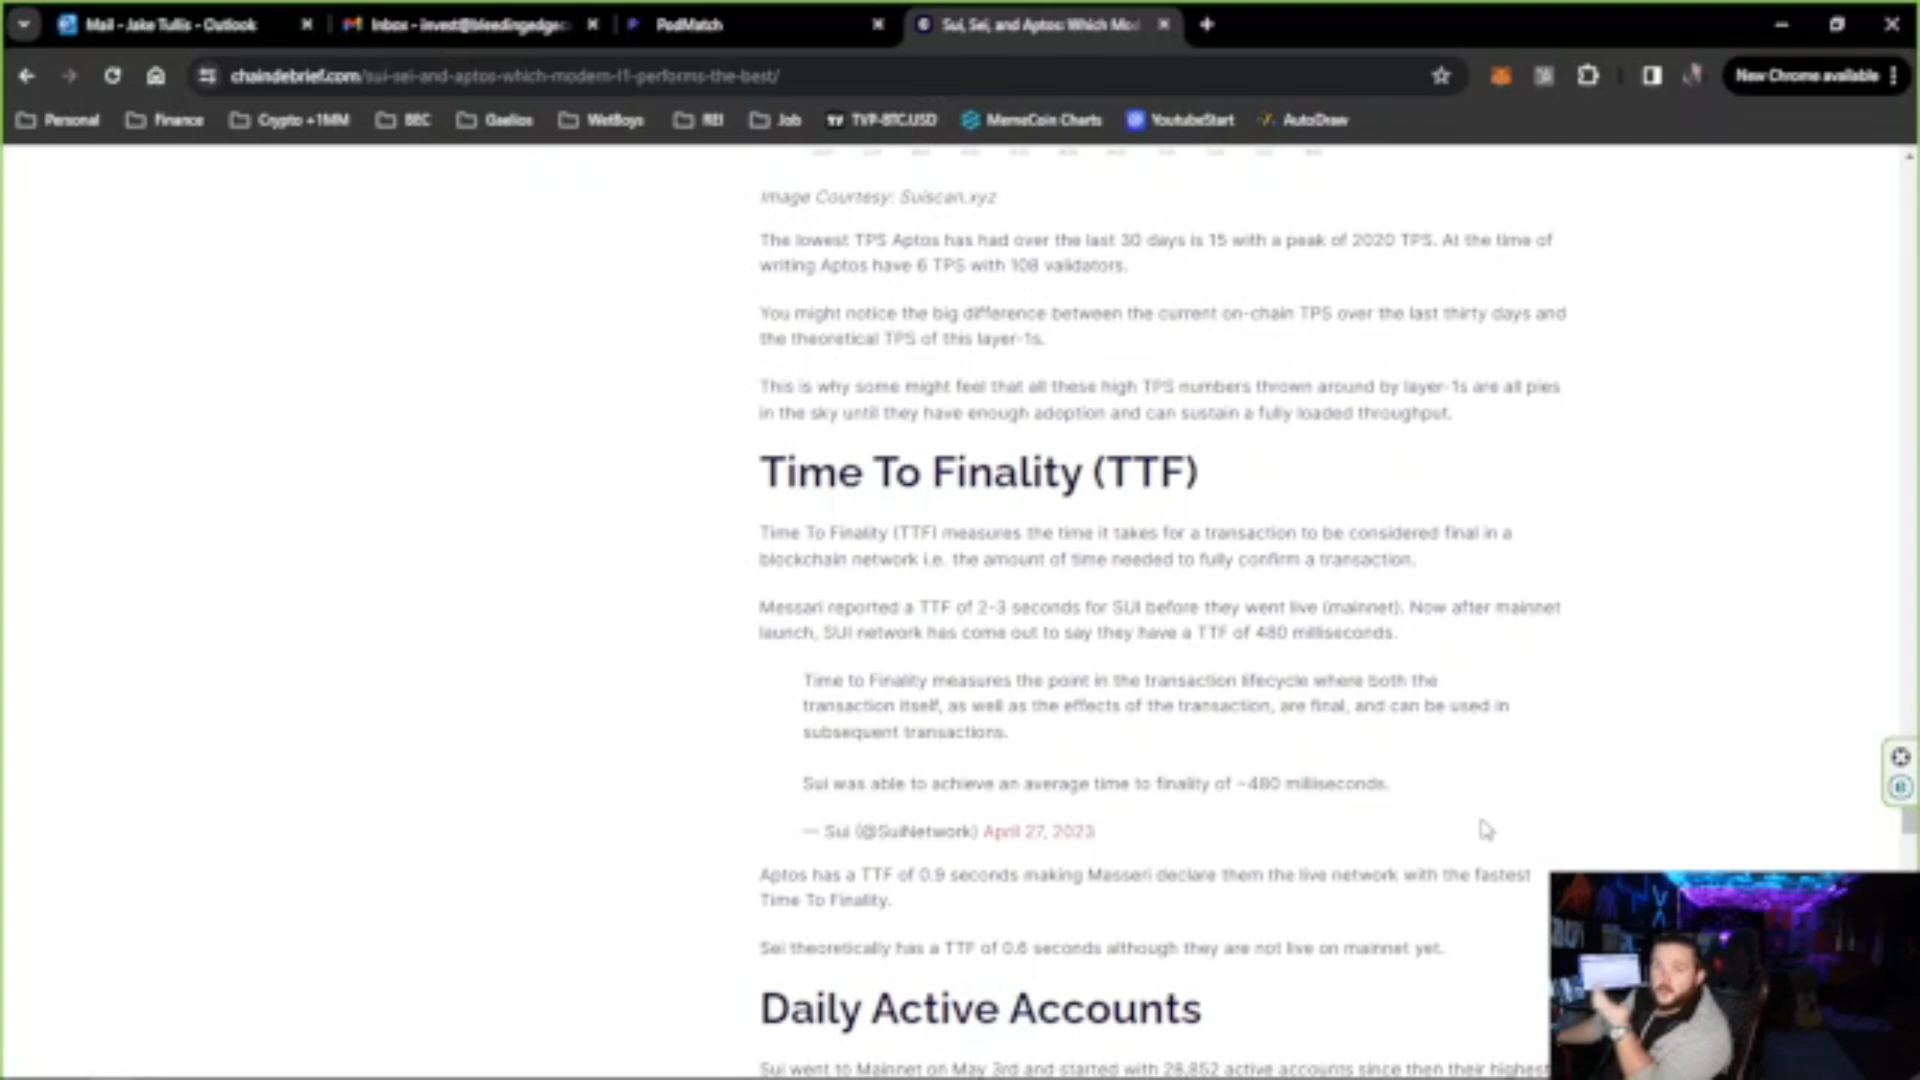 Mail - Jake Tullis - Outlook
Inbox - invest@bleedingedge
PodMatch
Sui, Sei, and Aptos: Which Mod
chaindebrief.com/sui-sei-and-aptos-which-modern-l1-performs-the-best/
New Chrome available
Personal
Finance
Crypto +1MM
BEC
Gaelios
WetBoys
REI
Job
TVP-BTC.USD
MemeCoin Charts
YoutubeStart
AutoDraw
Image Courtesy: Suiscan.xyz
The lowest TPS Aptos has had over the last 30 days is 15 with a peak of 2020 TPS. At the time of
writing Aptos have 6 TPS with 108 validators.
You might notice the big difference between the current on-chain TPS over the last thirty days and
the theoretical TPS of this layer-1s.
This is why some might feel that all these high TPS numbers thrown around by layer-1s are all pies
in the sky until they have enough adoption and can sustain a fully loaded throughput.
Time To Finality (TTF)
Time To Finality (TTF) measures the time it takes for a transaction to be considered final in a
blockchain network i.e. the amount of time needed to fully confirm a transaction.
Messari reported a TTF of 2-3 seconds for SUI before they went live (mainnet). Now after mainnet
launch, SUI network has come out to say they have a TTF of 480 milliseconds.
Time to Finality measures the point in the transaction lifecycle where both the
transaction itself, as well as the effects of the transaction, are final, and can be used in
subsequent transactions.
Sui was able to achieve an average time to finality of ~480 milliseconds.
— Sui (@SuiNetwork) April 27, 2023
Aptos has a TTF of 0.9 seconds making Masseri declare them the live network with the fastest
Time To Finality.
Sei theoretically has a TTF of 0.6 seconds although they are not live on mainnet yet.
Daily Active Accounts
Sui went to Mainnet on May 3rd and started with 28,852 active accounts since then their highest